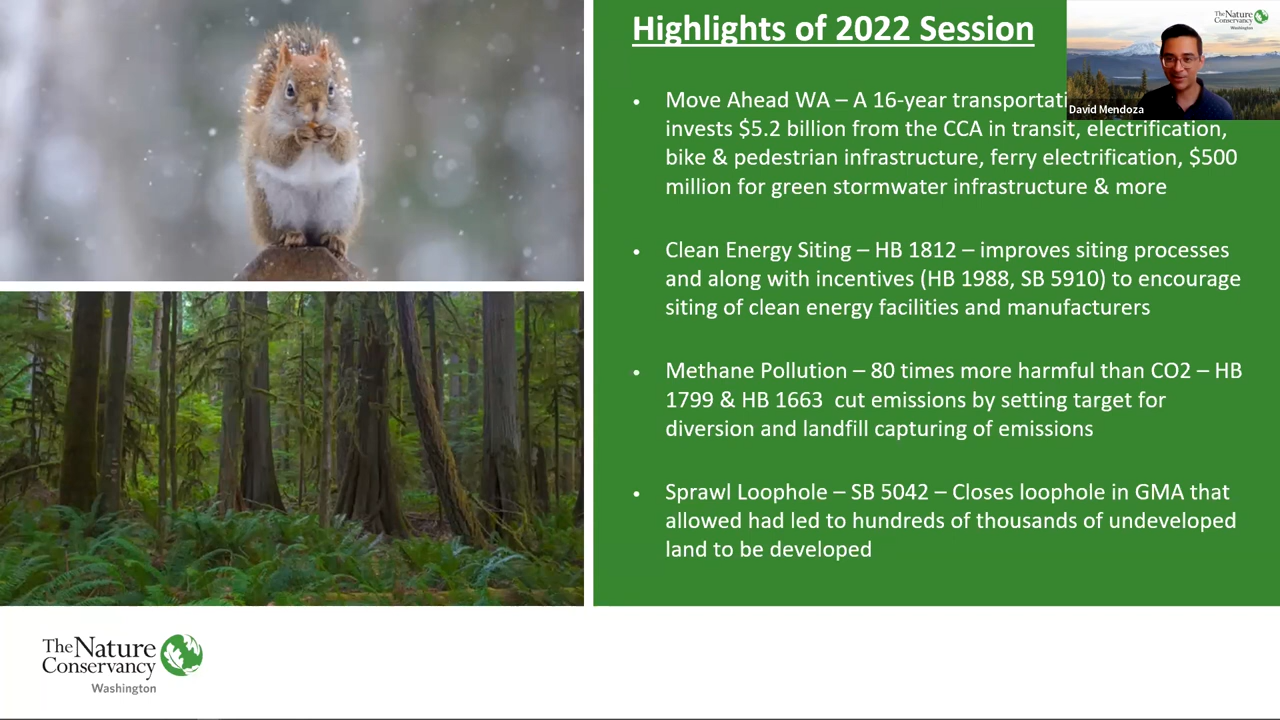 Highlights of 2022 Session
The Nature
Conservancy
Washington
David Mendoza
• Move Ahead WA – A 16-year
invests $5.2 billion from the CCA in transit, electrification,
bike & pedestrian infrastructure, ferry electrification, $500
million for green stormwater infrastructure & more
• Clean Energy Siting – HB 1812 – improves siting processes
and along with incentives (HB 1988, SB 5910) to encourage
siting of clean energy facilities and manufacturers
• Methane Pollution – 80 times more harmful than CO2 – HB
1799 & HB 1663 cut emissions by setting target for
diversion and landfill capturing of emissions
• Sprawl Loophole – SB 5042 – Closes loophole in GMA that
allowed had led to hundreds of thousands of undeveloped
land to be developed
The Nature
Conservancy
Washington